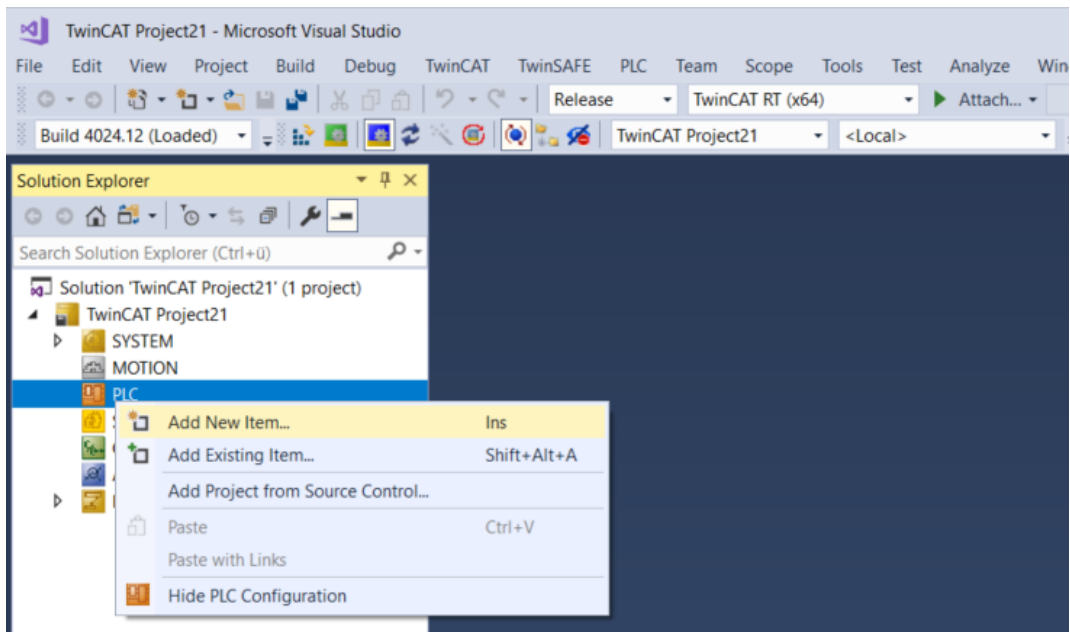 TwinCAT Project21 - Microsoft Visual Studio
File Edit View Project Build Debug TwinCAT TwinSAFE PLC Team Scope Tools Test Analyze Win
Release TwinCAT RT (x64) Attach...
Build 4024.12 (Loaded) TwinCAT Project21 <Local>
Solution Explorer
Search Solution Explorer (Ctrl+ü)
Solution 'TwinCAT Project21' (1 project)
TwinCAT Project21
SYSTEM
MOTION
PLC
Add New Item... Ins
Add Existing Item... Shift+Alt+A
Add Project from Source Control...
Paste Ctrl+V
Paste with Links
Hide PLC Configuration